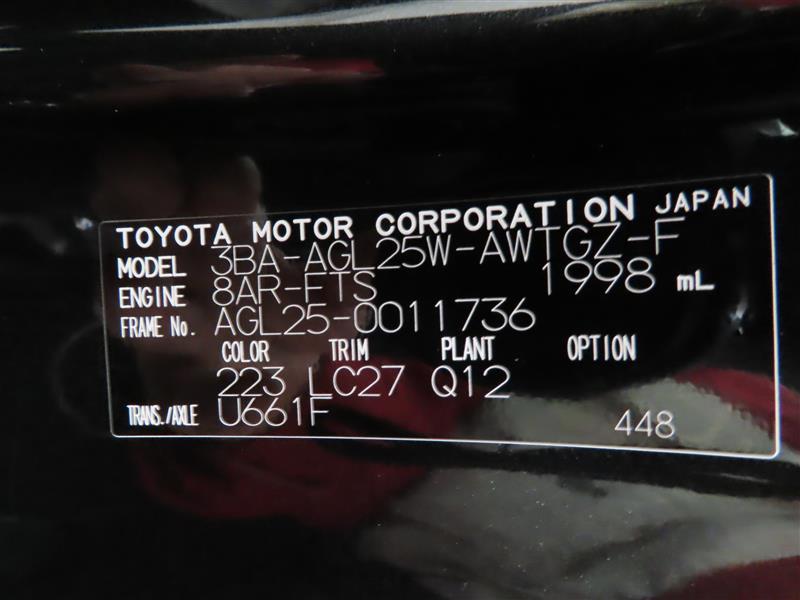 TOYOTA MOTOR CORPORATION JAPAN
MODEL 3BA-AGL25W-AWTGZ-F
ENGINE 8AR-FTS 1998 mL
FRAME No. AGL25-0011736
COLOR TRIM PLANT OPTION
223 LC27 Q12
TRANS./AXLE U661F 448